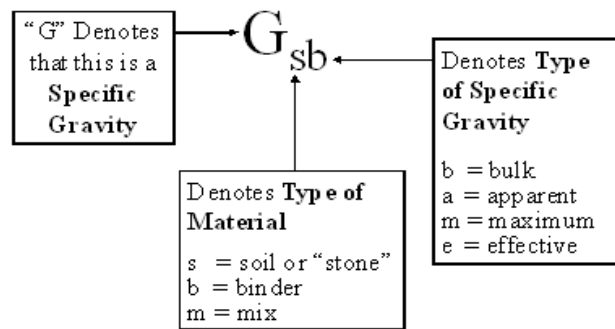 “G” Denotes
that this is a
Specific
Gravity
Gsb
Denotes Type
of Specific
Gravity
b = bulk
a = apparent
m = maximum
e = effective
Denotes Type of
Material
s = soil or “stone”
b = binder
m = mix